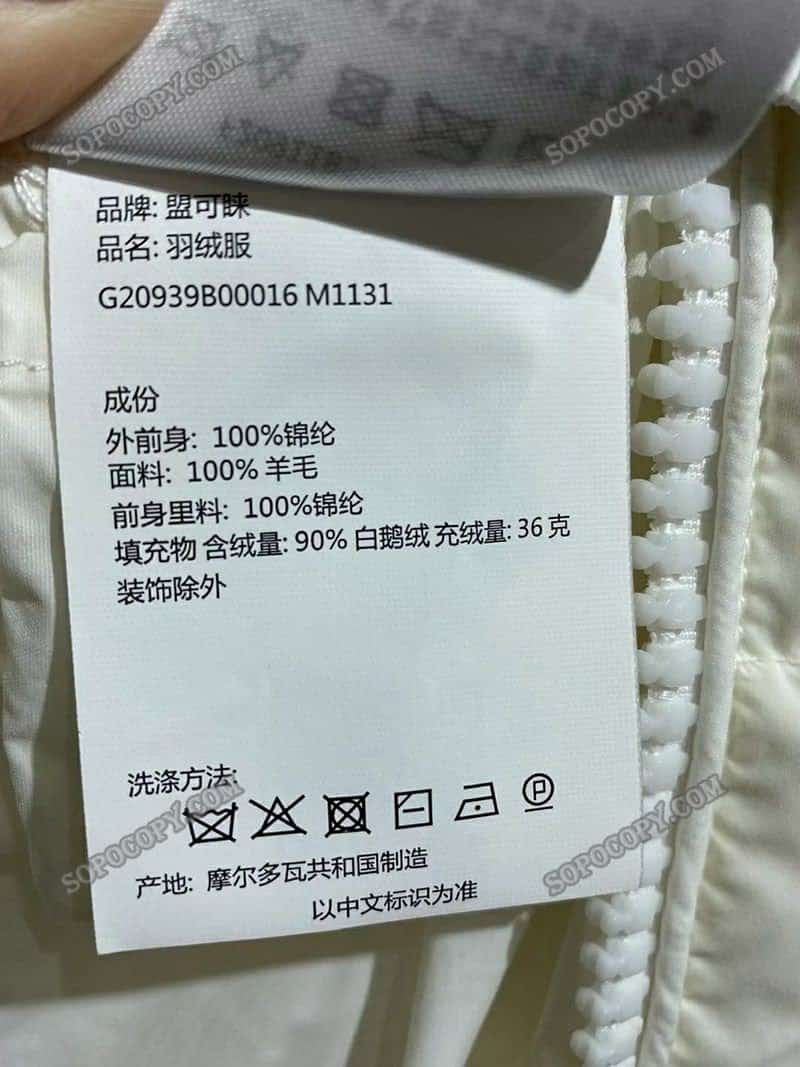 SOPOCOPY.COM
SOPOCOPY.COM
品牌: 盟可睐
品名: 羽绒服
G20939B00016 M1131
成份
外前身: 100%锦纶
面料: 100% 羊毛
前身里料: 100%锦纶
填充物 含绒量: 90% 白鹅绒 充绒量: 36 克
装饰除外
洗涤方法:
P
SOPOCOPY.COM
SOPOCOPY.COM
产地: 摩尔多瓦共和国制造
以中文标识为准